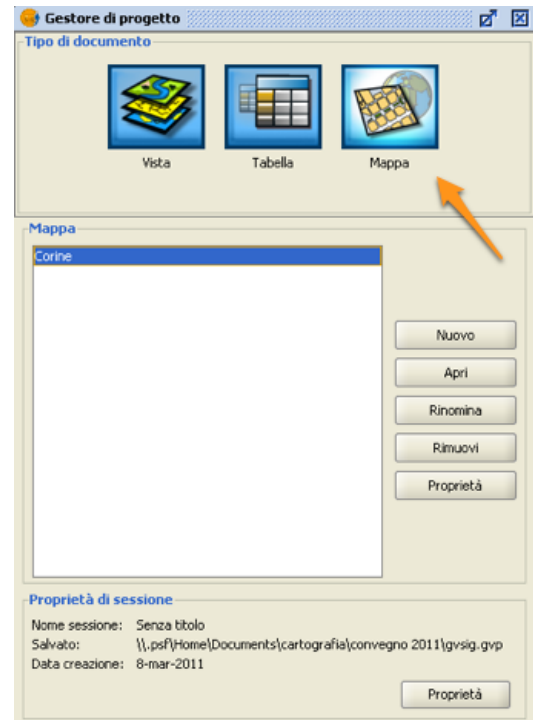 Gestore di progetto
Tipo di documento
Vista Tabella Mappa
Mappa
Corine
Nuovo
Apri
Rinomina
Rimuovi
Proprietà
Proprietà di sessione
Nome sessione: Senza titolo
Salvato: \\.psf\Home\Documents\cartografia\convegno 2011\gvsig.gvp
Data creazione: 8-mar-2011
Proprietà